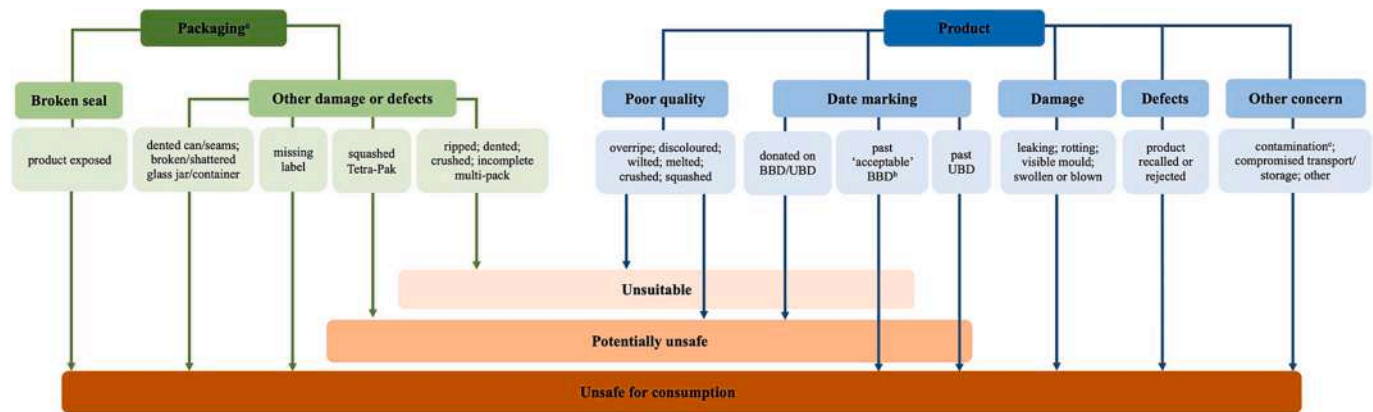 Packagingᵃ
Product
Broken seal
Other damage or defects
Poor quality
Date marking
Damage
Defects
Other concern
product exposed
dented can/seams;
broken/shattered
glass jar/container
missing
label
squashed
Tetra-Pak
ripped; dented;
crushed; incomplete
multi-pack
overripe; discoloured;
wilted; melted;
crushed; squashed
donated on
BBD/UBD
past
‘acceptable’
BBDᵇ
past
UBD
leaking; rotting;
visible mould;
swollen or blown
product
recalled or
rejected
contaminationᶜ;
compromised transport/
storage; other
Unsuitable
Potentially unsafe
Unsafe for consumption